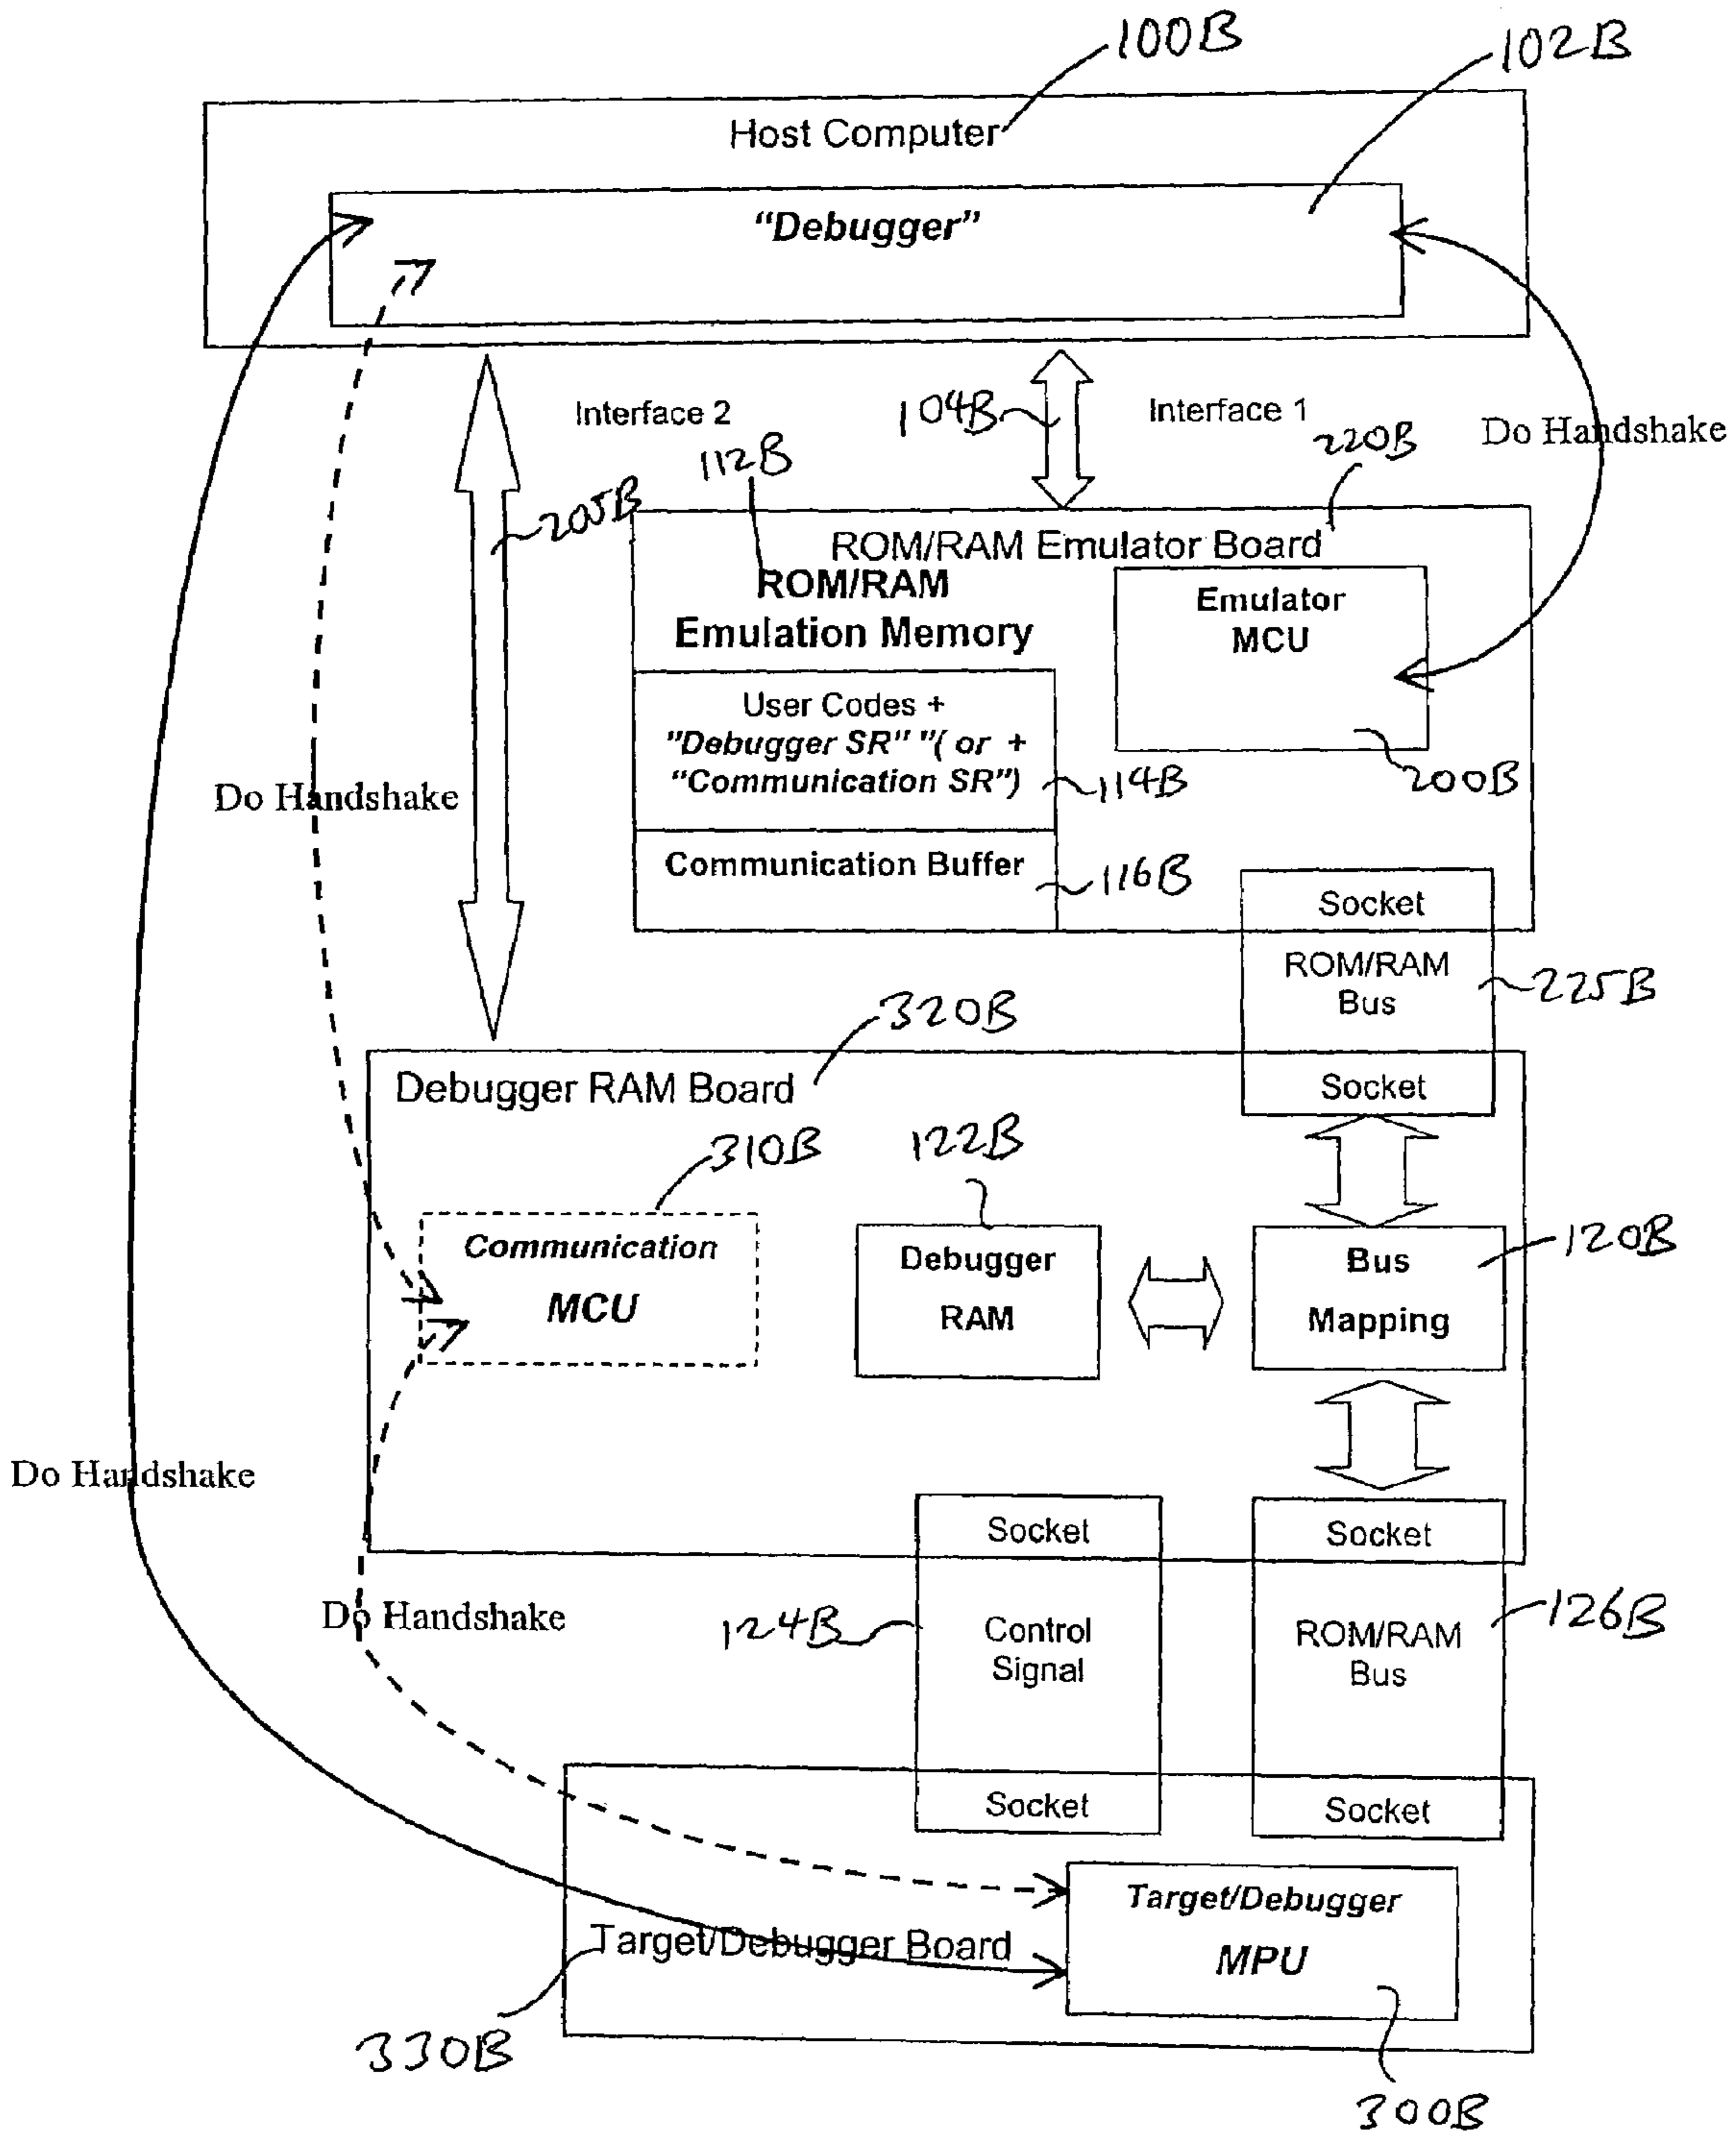 100B
102B
Host Computer
"Debugger"
Interface 2
104B
Interface 1
Do Handshake
112B
220B
205B
ROM/RAM Emulator Board
ROM/RAM
Emulation Memory
Emulator
MCU
User Codes +
"Debugger SR" "( or +
"Communication SR")
200B
114B
Do Handshake
Communication Buffer
116B
Socket
ROM/RAM
Bus
225B
320B
Debugger RAM Board
Socket
310B
122B
Communication
MCU
Debugger
RAM
Bus
Mapping
120B
Do Handshake
Socket
Socket
Do Handshake
124B
Control
Signal
ROM/RAM
Bus
126B
Socket
Socket
Target/Debugger
MPU
Target/Debugger Board
330B
300B